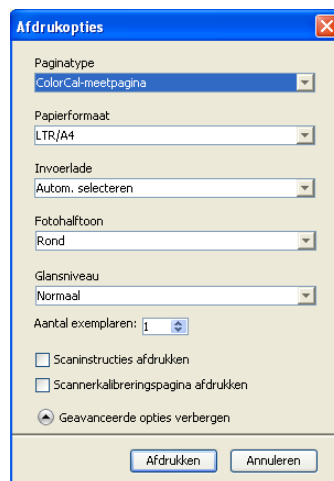 Afdrukopties
Paginatype
ColorCal-meetpagina
Papierformaat
LTR/A4
Invoerlade
Autom. selecteren
Fotohalftoon
Rond
Glansniveau
Normaal
Aantal exemplaren: 1
Scaninstructies afdrukken
Scannerkalibreringspagina afdrukken
Geavanceerde opties verbergen
Afdrukken Annuleren